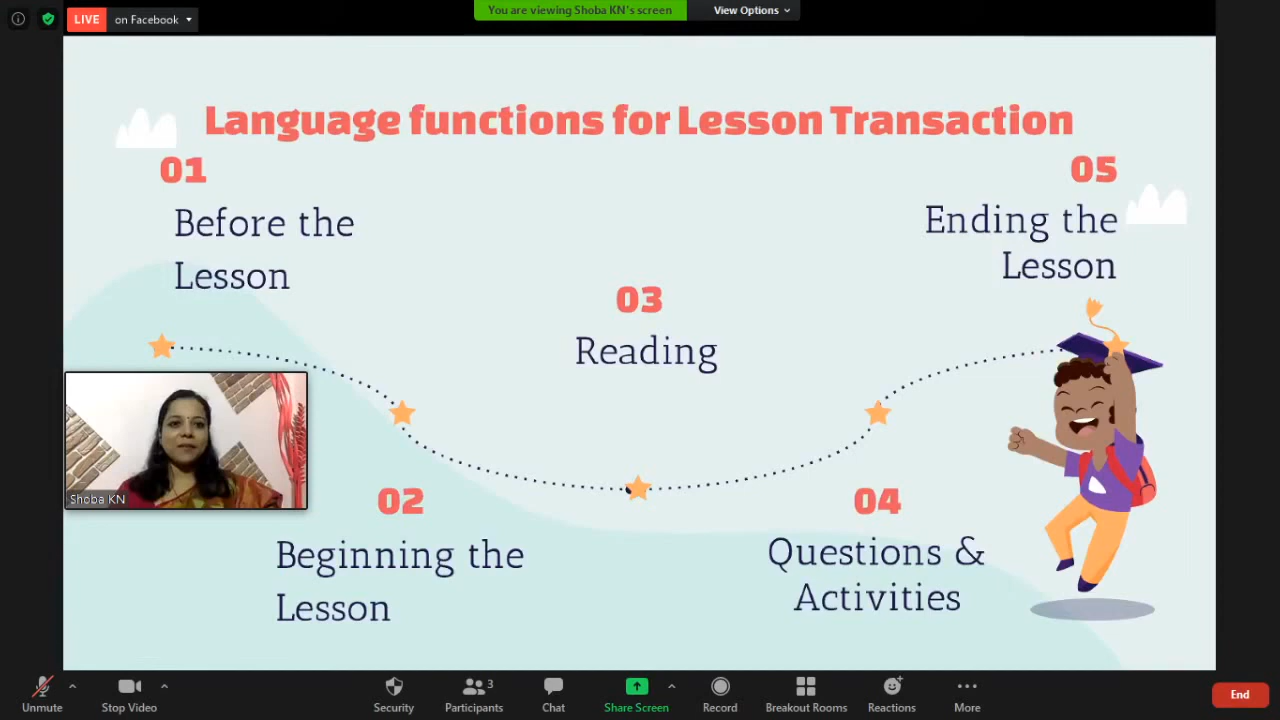 LIVE on Facebook
You are viewing Shoba KN's screen
View Options
Language functions for Lesson Transaction
01
Before the
Lesson
02
Beginning the
Lesson
03
Reading
04
Questions &
Activities
05
Ending the
Lesson
Shoba KN
Unmute
Stop Video
Security
3
Participants
Chat
Share Screen
Record
Breakout Rooms
Reactions
More
End